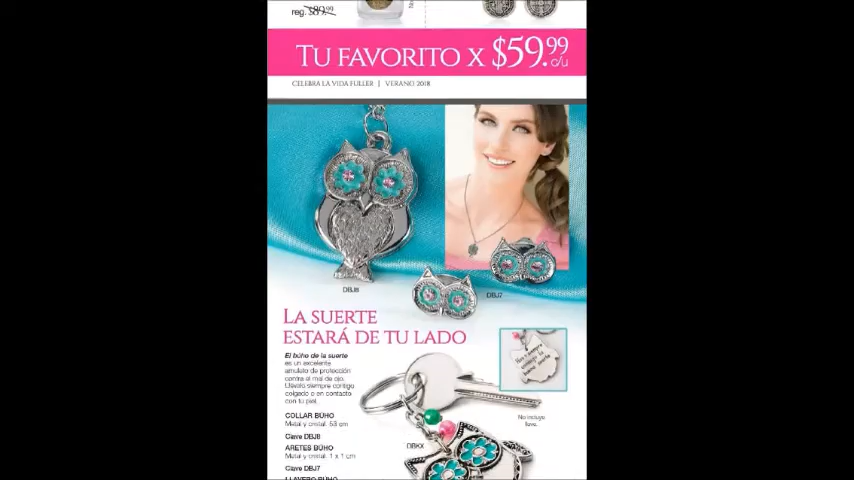 reg. $89.99
TU FAVORITO X $59.99 c/u
CELEBRA LA VIDA FULLER | VERANO 2018
DBJ8
DBJ7
LA SUERTE
ESTARÁ DE TU LADO
El búho de la suerte
es un excelente
amuleto de protección
contra el mal de ojo.
Llévalo siempre contigo
colgado o en contacto
con tu piel.
COLLAR BÚHO
Metal y cristal. 53 cm
Clave DBJ8
ARETES BÚHO
Metal y cristal. 1 x 1 cm
Clave DBJ7
LLAVERO BÚHO
No incluye
llave.
DBKX